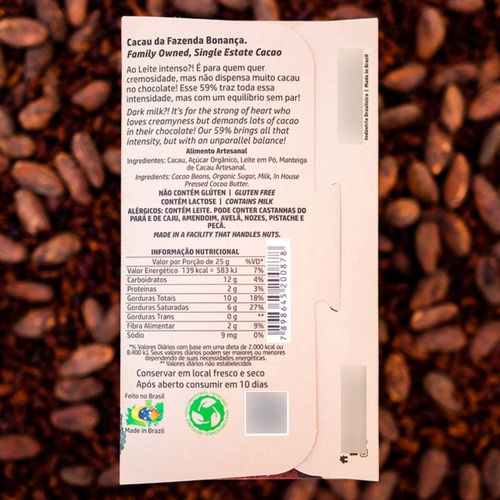 Cacau da Fazenda Bonança.
Family Owned, Single Estate Cacao
Ao Leite intenso?! É para quem quer
cremosidade, mas não dispensa muito cacau
no chocolate! Esse 59% traz toda essa
intensidade, mas com um equilíbrio sem par!
Dark milk?! It's for the strong of heart who
loves creamyness but demands lots of cacao
in their chocolate! Our 59% brings all that
intensity, but with an unparallel balance!
Alimento Artesanal
Ingredientes: Cacau, Açúcar Orgânico, Leite em Pó, Manteiga
de Cacau Artesanal.
Ingredients: Cacao Beans, Organic Sugar, Milk, In House
Pressed Cocoa Butter.
NÃO CONTÉM GLÚTEN | GLUTEN FREE
CONTÉM LACTOSE | CONTAINS MILK
ALÉRGICOS: CONTÉM LEITE. PODE CONTER CASTANHAS DO
PARÁ E DE CAJU, AMENDOIM, AVELÃ, NOZES, PISTACHE E
PECÃ.
MADE IN A FACILITY THAT HANDLES NUTS.
INFORMAÇÃO NUTRICIONAL
Valor por Porção de 25 g %VD*
Valor Energético 139 kcal = 583 kJ 7%
Carboidratos 12 g 4%
Proteínas 2 g 3%
Gorduras Totais 10 g 18%
Gorduras Saturadas 6 g 27%
Gorduras Trans 0 g **
Fibra Alimentar 2 g 9%
Sódio 9 mg 0%
*% Valores Diários com base em uma dieta de 2.000 kcal ou
8.400 kJ. Seus valores diários podem ser maiores ou menores
dependendo de suas necessidades energéticas.
** Valores diários não estabelecidos
Conservar em local fresco e seco
Após aberto consumir em 10 dias
Feito no Brasil
Made in Brazil
7898645200878
Indústria Brasileira | Made in Brazil